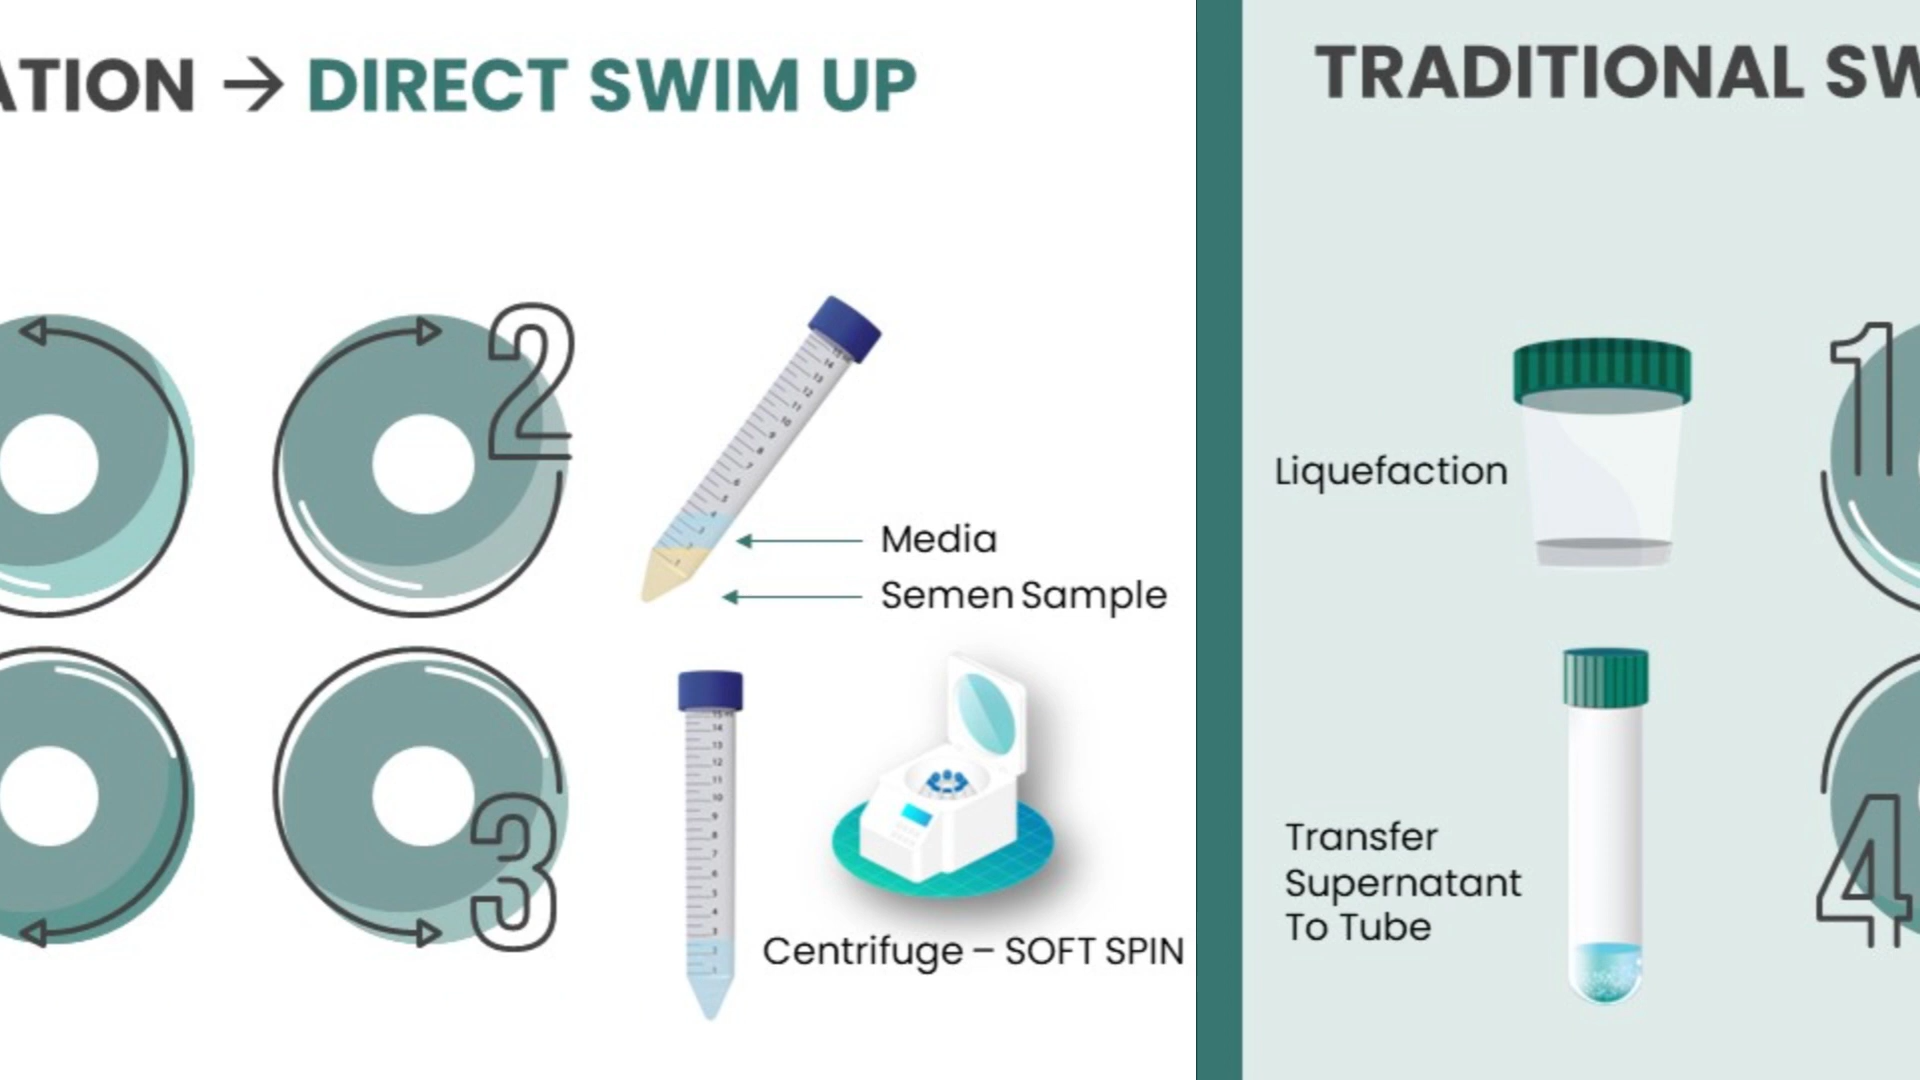 ATION → DIRECT SWIM UP
2
Media
Semen Sample
3
Centrifuge – SOFT SPIN
TRADITIONAL SW
1
Liquefaction
Transfer
Supernatant
To Tube
4